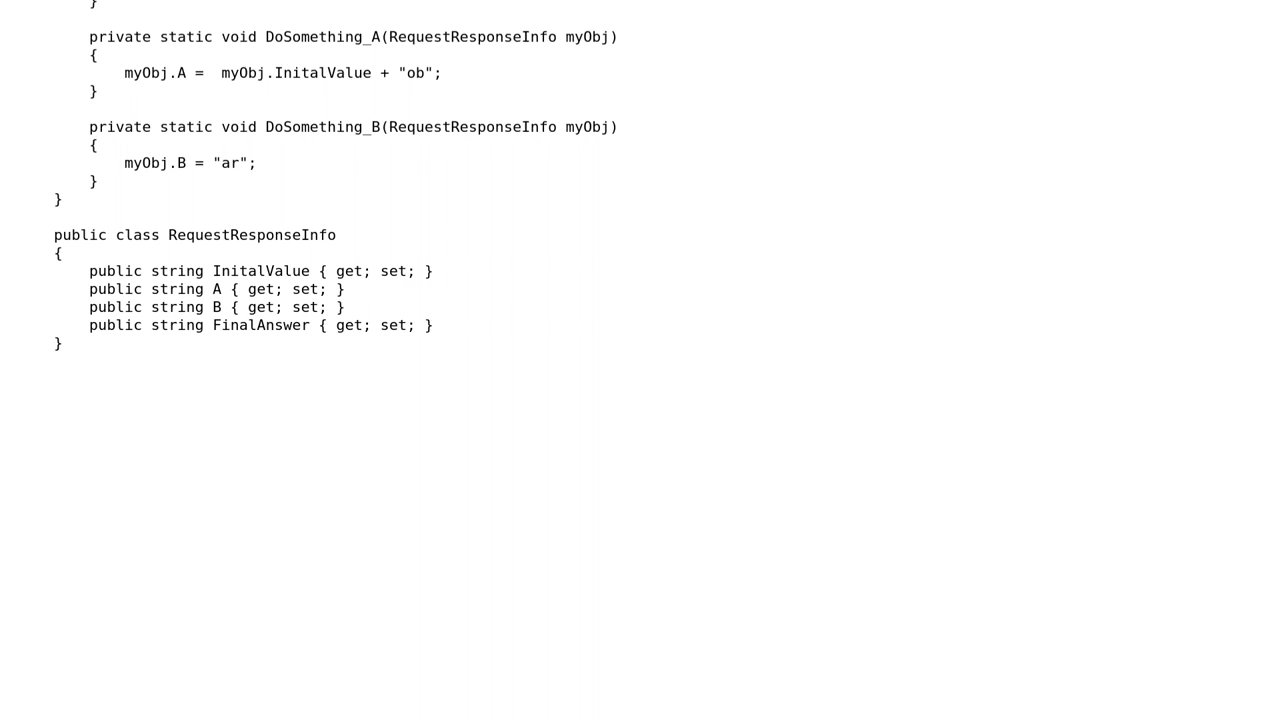 }
private static void DoSomething_A(RequestResponseInfo myObj)
{
myObj.A =  myObj.InitalValue + "ob";
}
private static void DoSomething_B(RequestResponseInfo myObj)
{
myObj.B = "ar";
}
}
public class RequestResponseInfo
{
public string InitalValue { get; set; }
public string A { get; set; }
public string B { get; set; }
public string FinalAnswer { get; set; }
}